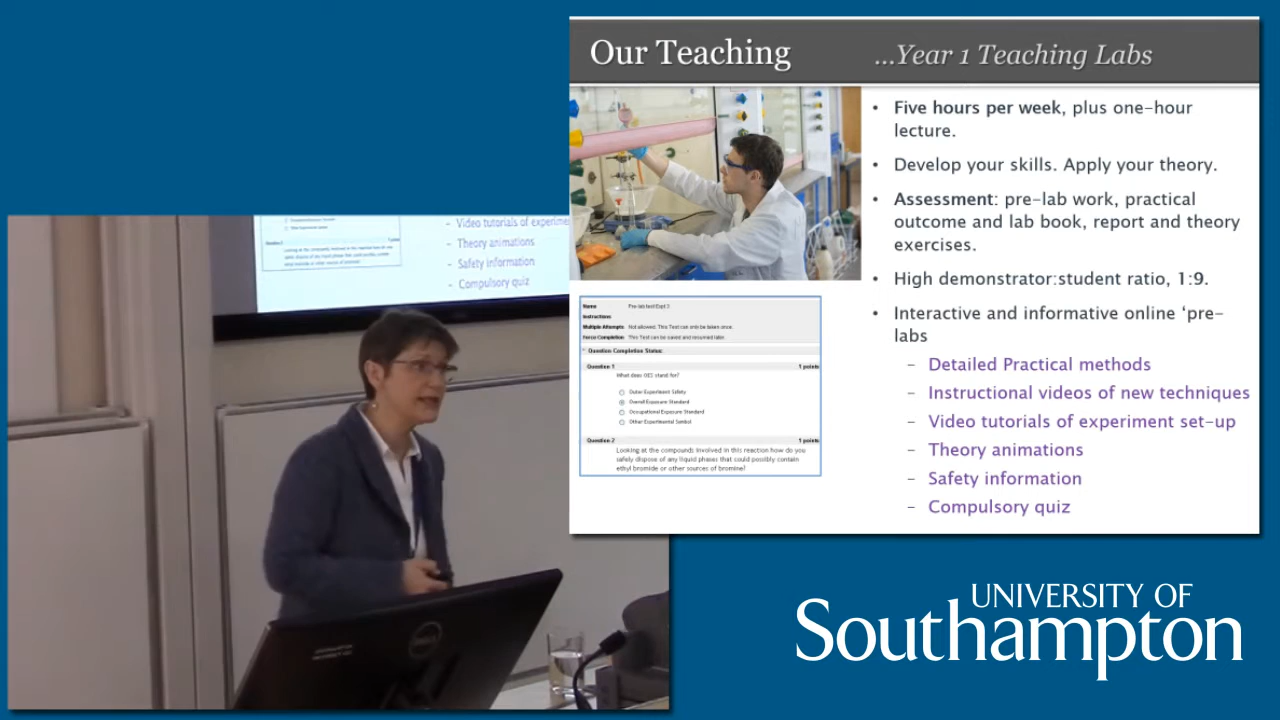 Our Teaching
...Year 1 Teaching Labs
• Five hours per week, plus one-hour
lecture.
• Develop your skills. Apply your theory.
• Assessment: pre-lab work, practical
outcome and lab book, report and theory
exercises.
• High demonstrator:student ratio, 1:9.
• Interactive and informative online ‘pre-
labs
– Detailed Practical methods
– Instructional videos of new techniques
– Video tutorials of experiment set-up
– Theory animations
– Safety information
– Compulsory quiz
Name Pre-lab test Expt 3
Instructions
Multiple Attempts Not allowed. This Test can only be taken once.
Force Completion This Test can be saved and resumed later.
Question Completion Status:
Question 1 1 points
What does OES stand for?
Outer Experiment Safety
Overall Exposure Standard
Occupational Exposure Standard
Other Experimental Symbol
Question 2 1 points
Looking at the compounds involved in this reaction how do you
safely dispose of any liquid phases that could possibly contain
ethyl bromide or other sources of bromine?
– Video tutorials of experime
– Theory animations
– Safety information
– Compulsory quiz
DELL
UNIVERSITY OF
Southampton